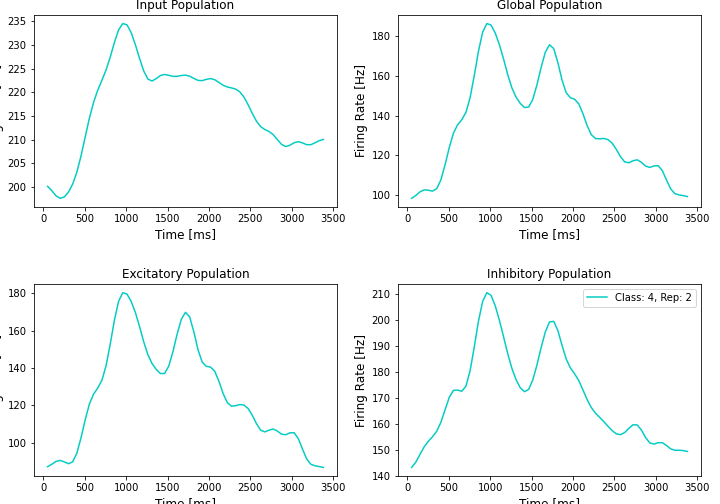 Input Population
235
230
225
220
215
210
205
200
0 500 1000 1500 2000 2500 3000 3500
Time [ms]
Global Population
Firing Rate [Hz]
180
160
140
120
100
0 500 1000 1500 2000 2500 3000 3500
Time [ms]
Excitatory Population
180
160
140
120
100
0 500 1000 1500 2000 2500 3000 3500
Time [ms]
Inhibitory Population
Firing Rate [Hz]
210
200
190
180
170
160
150
140
Class: 4, Rep: 2
0 500 1000 1500 2000 2500 3000 3500
Time [ms]